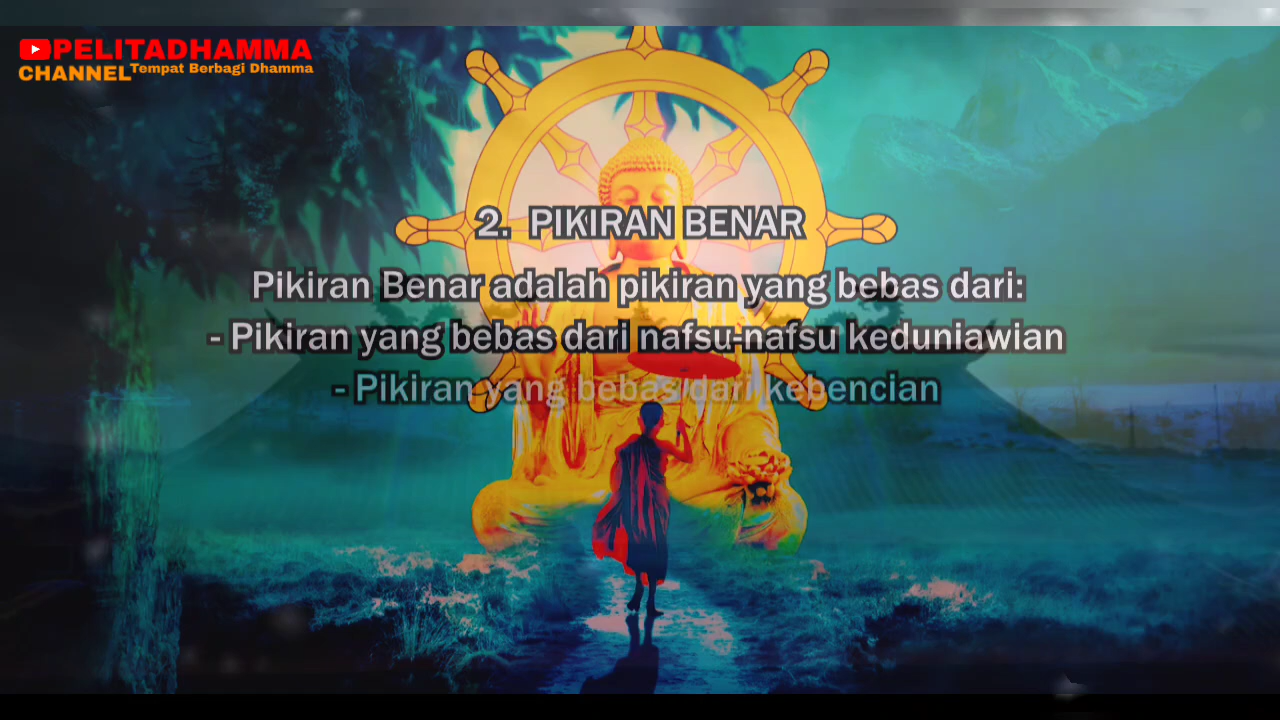 PELITADHAMMA
CHANNEL Tempat Berbagi Dhamma
2. PIKIRAN BENAR
Pikiran Benar adalah pikiran yang bebas dari:
- Pikiran yang bebas dari nafsu-nafsu keduniawian
- Pikiran yang bebas dari kebencian